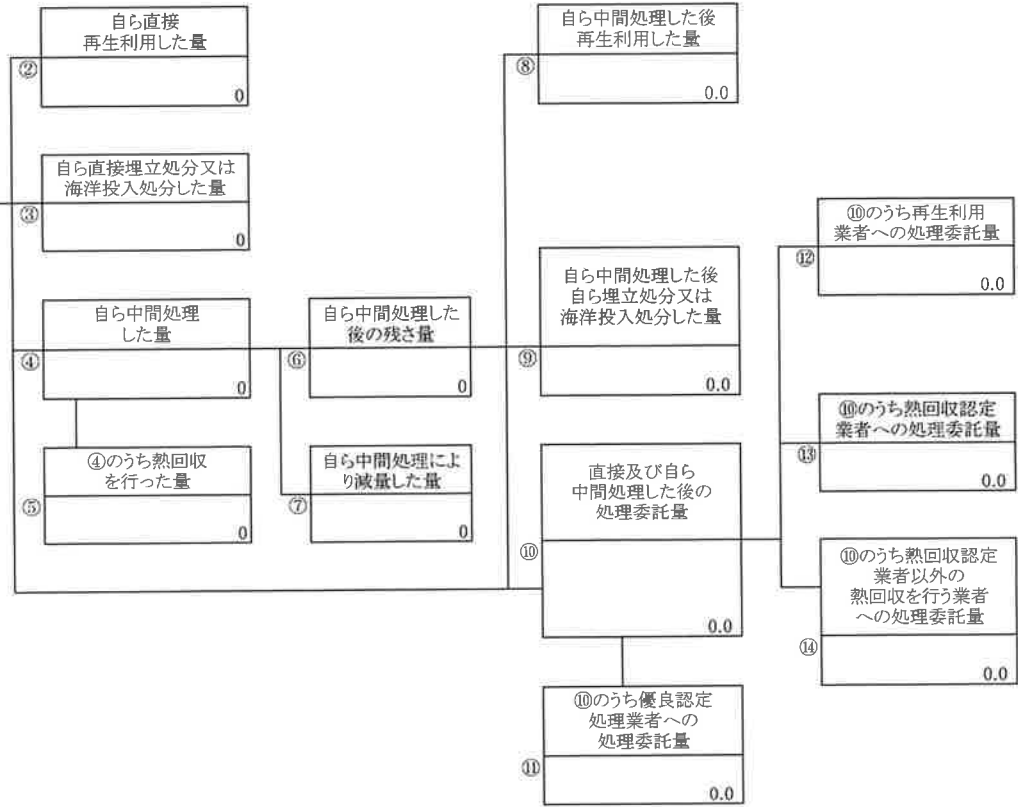 自ら直接
再生利用した量
②
0
自ら直接埋立処分又は
海洋投入処分した量
③
0
自ら中間処理
した量
④
0
④のうち熱回収
を行った量
⑤
0
自ら中間処理した
後の残さ量
⑥
0
自ら中間処理によ
り減量した量
⑦
0
自ら中間処理した後
再生利用した量
⑧
0.0
自ら中間処理した後
自ら埋立処分又は
海洋投入処分した量
⑨
0.0
直接及び自ら
中間処理した後の
処理委託量
⑩
0.0
⑩のうち優良認定
処理業者への
処理委託量
⑪
0.0
⑩のうち再生利用
業者への処理委託量
⑫
0.0
⑩のうち熱回収認定
業者への処理委託量
⑬
0.0
⑩のうち熱回収認定
業者以外の
熱回収を行う業者
への処理委託量
⑭
0.0